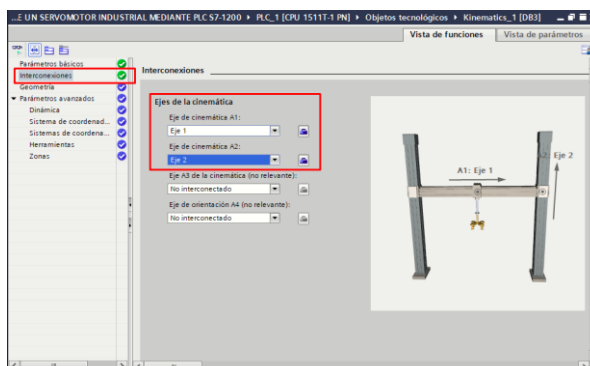 ...E UN SERVOMOTOR INDUSTRIAL MEDIANTE PLC S7-1200 ▸ PLC_1 [CPU 1511T-1 PN] ▸ Objetos tecnológicos ▸ Kinematics_1 [DB3]
Vista de funciones
Vista de parámetros
Parámetros básicos
Interconexiones
Geometría
Parámetros avanzados
Dinámica
Sistema de coordenad...
Sistemas de coordena...
Herramientas
Zonas
Interconexiones
Ejes de la cinemática
Eje de cinemática A1:
Eje 1
Eje de cinemática A2:
Eje 2
Eje A3 de la cinemática (no relevante):
No interconectado
Eje de orientación A4 (no relevante):
No interconectado
A1: Eje 1
A2: Eje 2